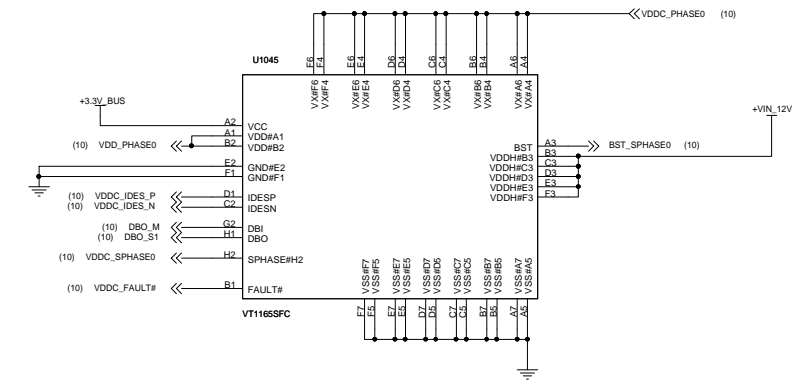 VDDC_PHASE0 (10)
F6 F4 E6 E4 D6 D4 C6 C4 B6 B4 A6 A4
U1045
VX#F6 VX#F4 VX#E6 VX#E4 VX#D6 VX#D4 VX#C6 VX#C4 VX#B6 VX#B4 VX#A6 VX#A4
+3.3V_BUS
+VIN_12V
A2 VCC
A1 VDD#A1
(10) VDD_PHASE0 B2 VDD#B2
BST A3 BST_SPHASE0 (10)
VDDH#B3 B3
VDDH#C3 C3
VDDH#D3 D3
VDDH#E3 E3
VDDH#F3 F3
E2 GND#E2
F1 GND#F1
(10) VDDC_IDES_P D1 IDESP
(10) VDDC_IDES_N C2 IDESN
(10) DBO_M G2 DBI
(10) DBO_S1 H1 DBO
(10) VDDC_SPHASE0 H2 SPHASE#H2
(10) VDDC_FAULT# B1 FAULT#
VSS#F7 VSS#F5 VSS#E7 VSS#E5 VSS#D7 VSS#D5 VSS#C7 VSS#C5 VSS#B7 VSS#B5 VSS#A7 VSS#A5
VT1165SFC
F7 F5 E7 E5 D7 D5 C7 C5 B7 B5 A7 A5